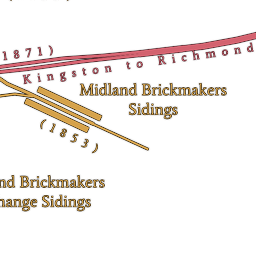 1871)
Kingston to Richmond
Midland Brickmakers
Sidings
(1853)
nd Brickmakers
hange Sidings